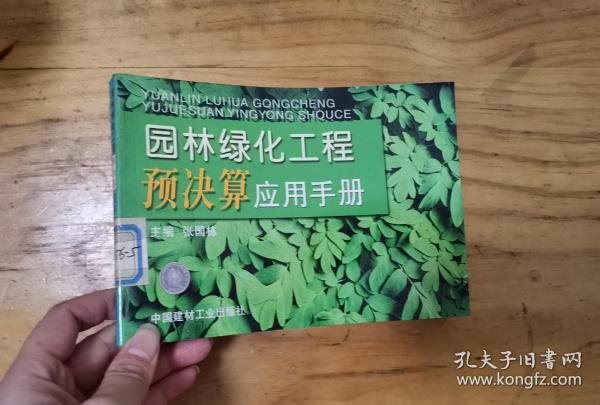 YUANLIN LUHUA GONGCHENG
YUJUESUAN YINGYONG SHOUCE
园林绿化工程
预决算应用手册
主编 张国栋
中国建材工业出版社
孔夫子旧書网
www.kongfz.com